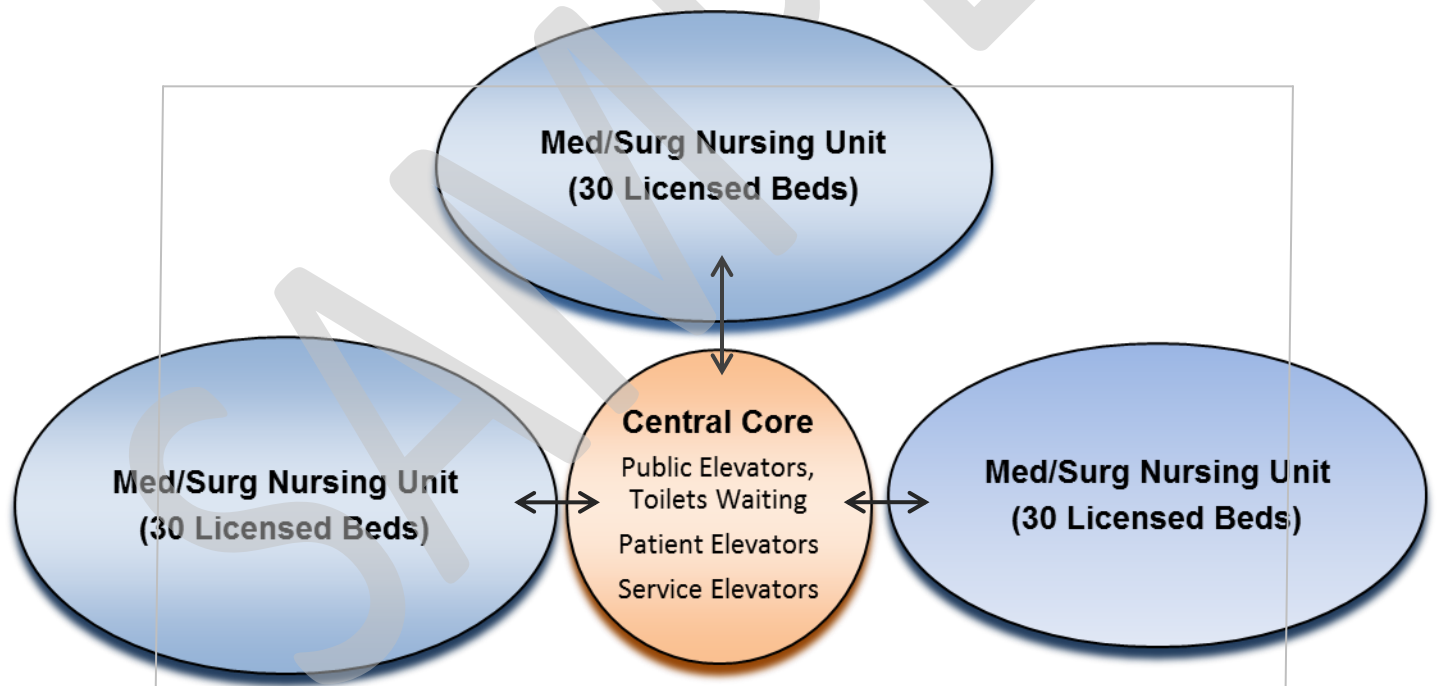 Med/Surg Nursing Unit
(30 Licensed Beds)
Central Core
Public Elevators,
Toilets Waiting
Patient Elevators
Service Elevators
Med/Surg Nursing Unit
(30 Licensed Beds)
Med/Surg Nursing Unit
(30 Licensed Beds)